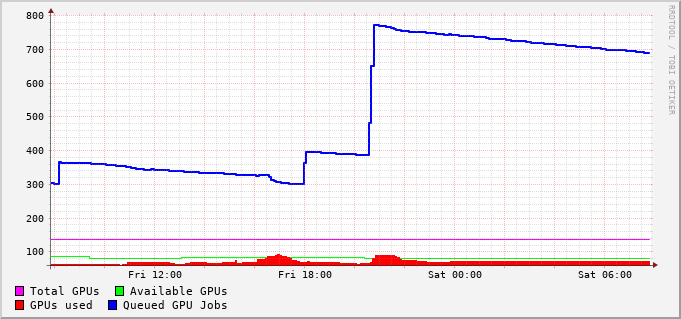 800
700
600
500
400
300
200
100
Fri 12:00 Fri 18:00 Sat 00:00 Sat 06:00
Total GPUs Available GPUs
GPUs used Queued GPU Jobs
RRDTOOL / TOBI OETIKER